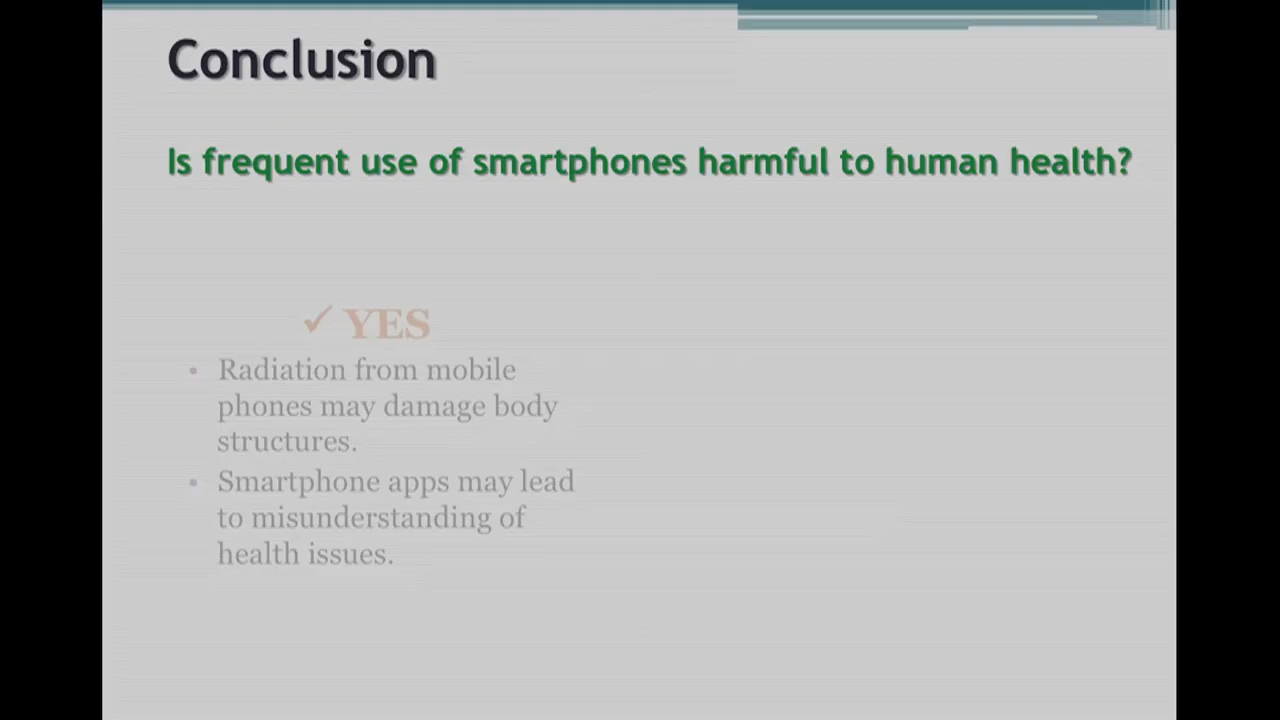 Conclusion
Is frequent use of smartphones harmful to human health?
✓ YES
• Radiation from mobile
phones may damage body
structures.
• Smartphone apps may lead
to misunderstanding of
health issues.